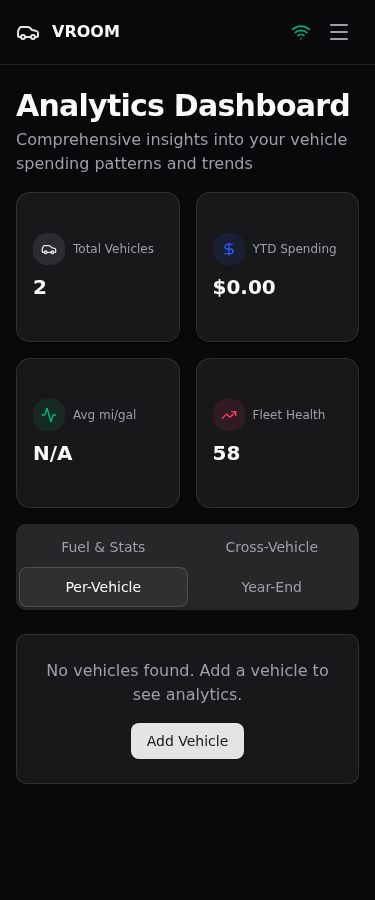 VROOM
Analytics Dashboard
Comprehensive insights into your vehicle
spending patterns and trends
Total Vehicles
2
YTD Spending
$0.00
Avg mi/gal
N/A
Fleet Health
58
Fuel & Stats
Cross-Vehicle
Per-Vehicle
Year-End
No vehicles found. Add a vehicle to
see analytics.
Add Vehicle